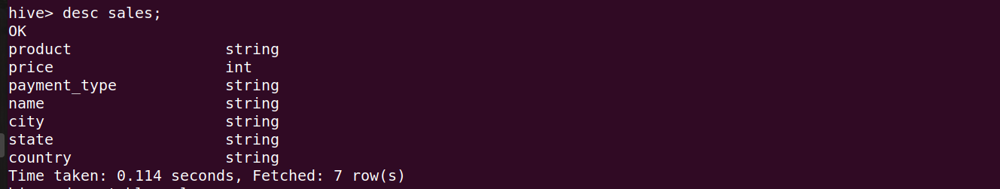 hive> desc sales;
OK
product                 string
price                   int
payment_type            string
name                    string
city                    string
state                   string
country                 string
Time taken: 0.114 seconds, Fetched: 7 row(s)